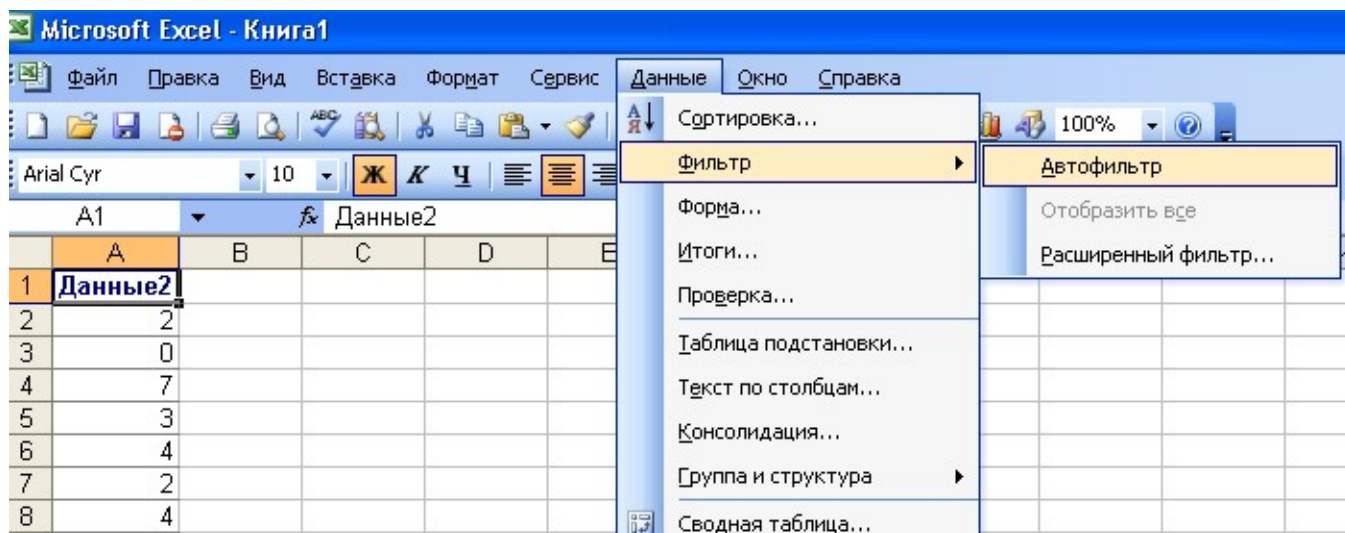 Microsoft Excel - Книга1
Файл Правка Вид Вставка Формат Сервис Данные Окно Справка
ABC Сортировка... 100%
Arial Cyr 10 Ж К Ч Фильтр Автофильтр
A1 fx Данные2 Форма... Отобразить все
A B C D E Итоги... Расширенный фильтр...
1 Данные2 Проверка...
2 2
3 0 Таблица подстановки...
4 7 Текст по столбцам...
5 3
6 4 Консолидация...
7 2 Группа и структура
8 4 Сводная таблица...